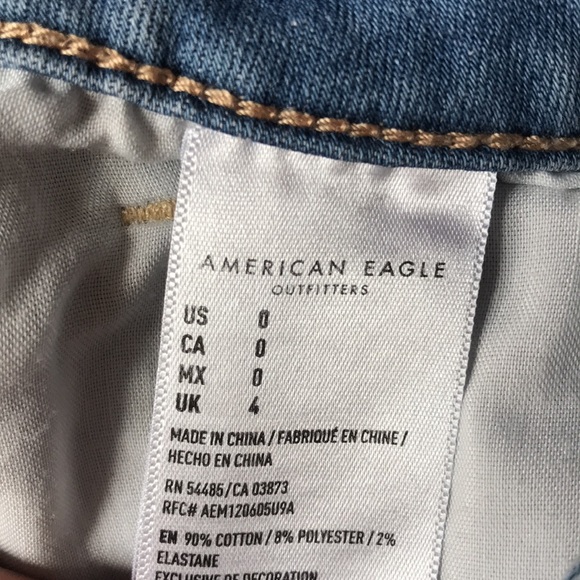 AMERICAN EAGLE
OUTFITTERS
US 0
CA 0
MX 0
UK 4
MADE IN CHINA / FABRIQUÉ EN CHINE /
HECHO EN CHINA
RN 54485/CA 03873
RFC# AEM120605U9A
EN 90% COTTON / 8% POLYESTER / 2%
ELASTANE
EXCLUSIVE OF DECORATION